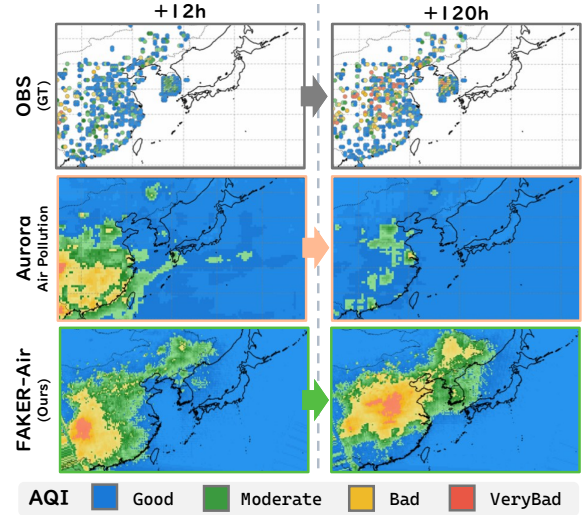 +12h
+120h
OBS
(GT)
Aurora
Air Pollution
FAKER-Air
(Ours)
AQI
Good
Moderate
Bad
VeryBad